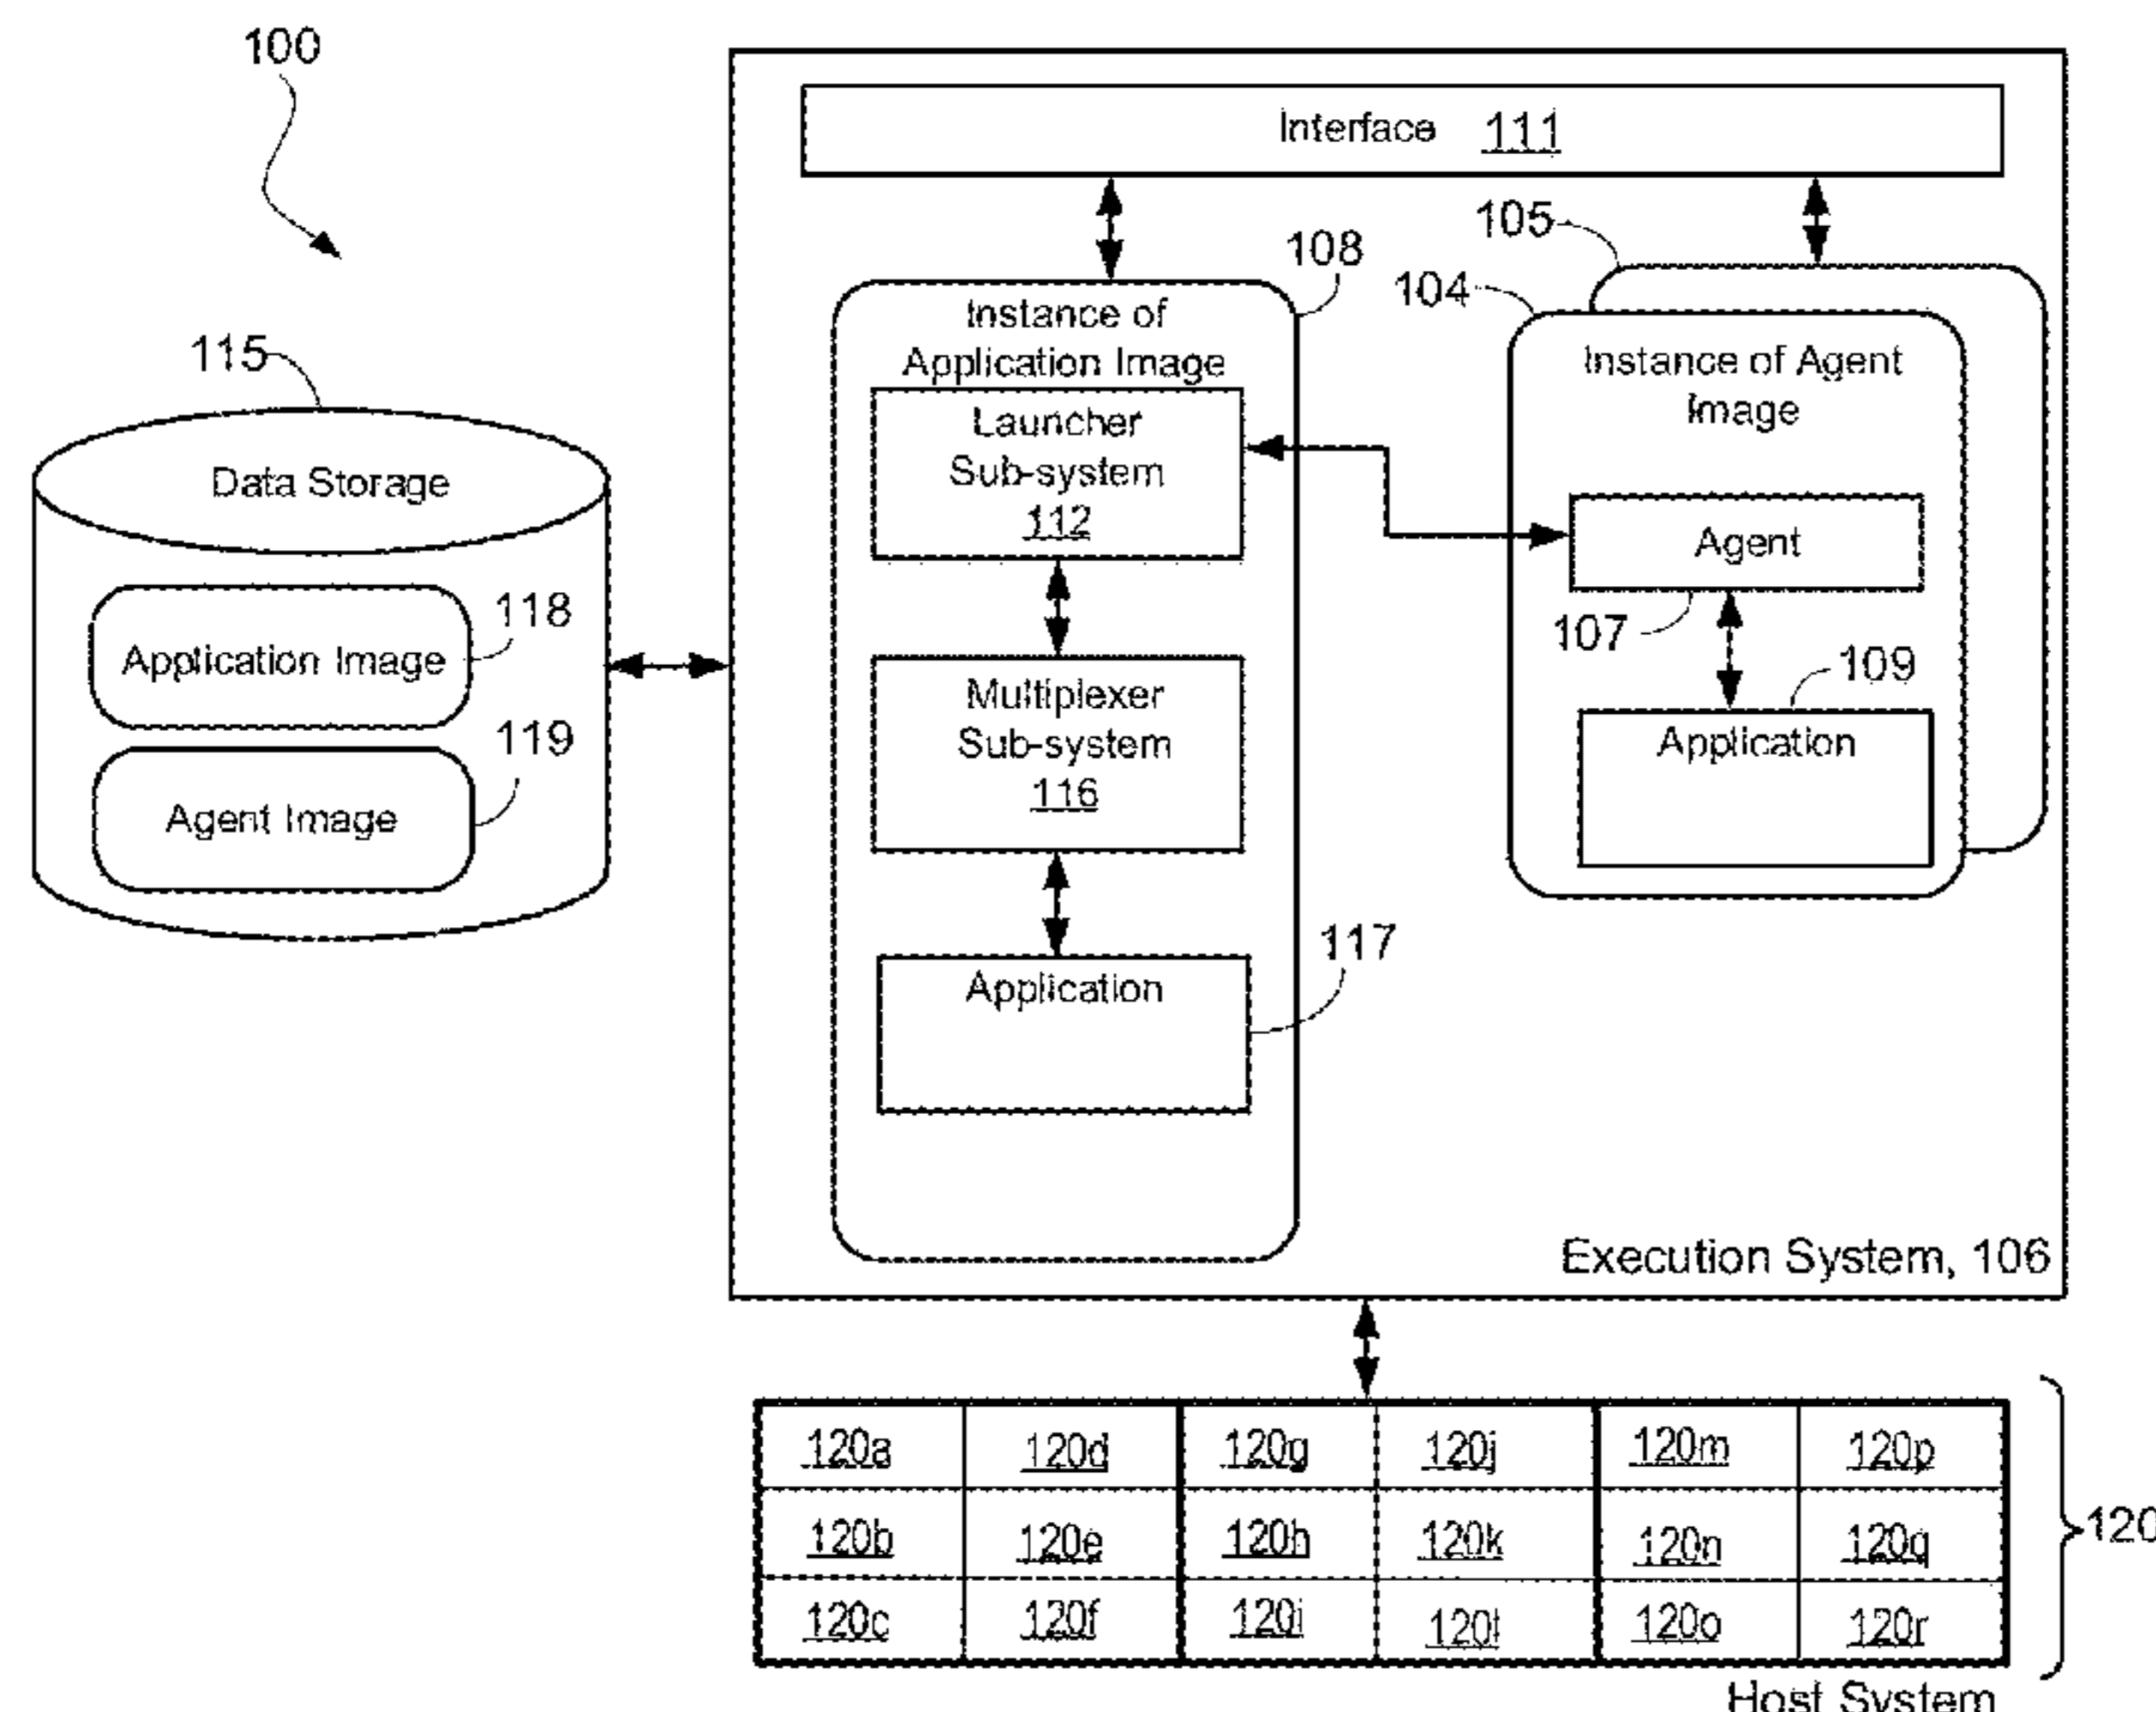 100
Interface 111
105
108
104
Instance of
Application Image
Instance of Agent
Image
115
Launcher
Sub-system
112
Data Storage
Agent
118
107
Application Image
Multiplexer
Sub-system
116
109
Application
119
Agent Image
117
Application
Execution System, 106
120a 120d 120g 120j 120m 120p
120b 120e 120h 120k 120n 120q
120c 120f 120i 120l 120o 120r
120
Host System